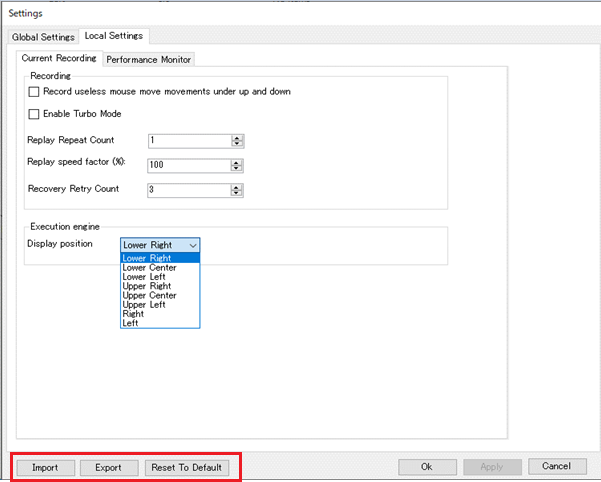 Settings
Global Settings Local Settings
Current Recording Performance Monitor
Recording
Record useless mouse move movements under up and down
Enable Turbo Mode
Replay Repeat Count 1
Replay speed factor (%): 100
Recovery Retry Count 3
Execution engine
Display position Lower Right
Lower Right
Lower Center
Lower Left
Upper Right
Upper Center
Upper Left
Right
Left
Import Export Reset To Default Ok Apply Cancel